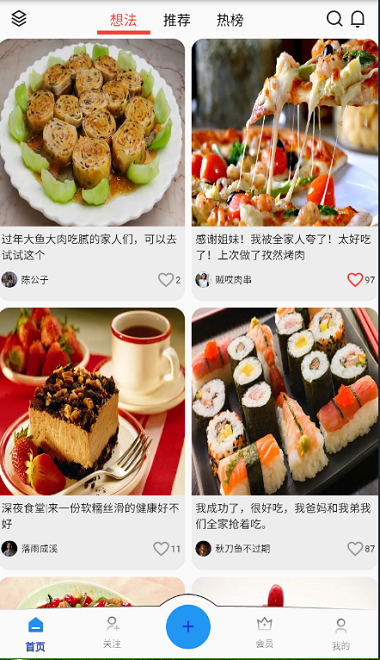 想法 推荐 热榜
过年大鱼大肉吃腻的家人们，可以去
试试这个
陈公子 2
感谢姐妹！我被全家人夸了！太好吃
了！上次做了孜然烤肉
贼哎肉串 97
深夜食堂|来一份软糯丝滑的健康好不
好
落雨成溪 11
我成功了，很好吃，我爸妈和我弟我
们全家抢着吃。
秋刀鱼不过期 87
首页 关注 会员 我的